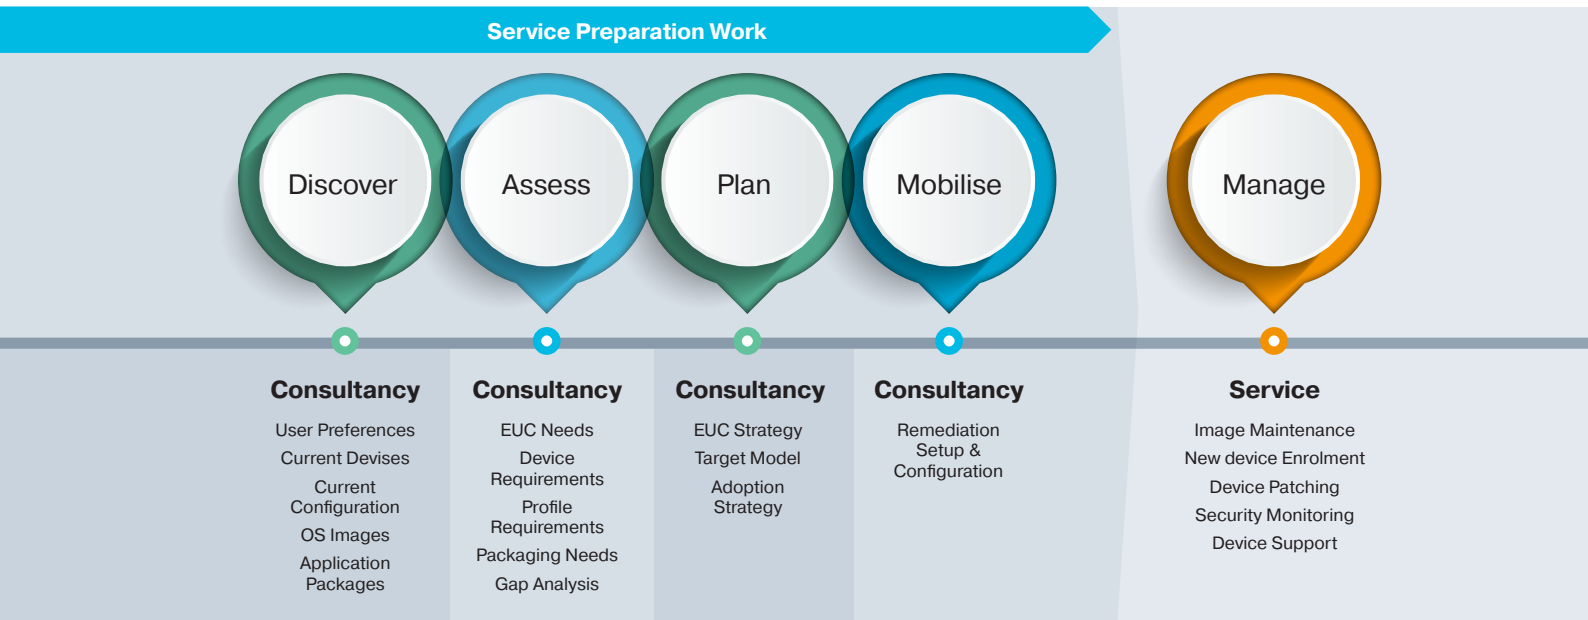 Service Preparation Work
Discover
Assess
Plan
Mobilise
Manage
Consultancy
User Preferences
Current Devises
Current
Configuration
OS Images
Application
Packages
Consultancy
EUC Needs
Device
Requirements
Profile
Requirements
Packaging Needs
Gap Analysis
Consultancy
EUC Strategy
Target Model
Adoption
Strategy
Consultancy
Remediation
Setup &
Configuration
Service
Image Maintenance
New device Enrolment
Device Patching
Security Monitoring
Device Support